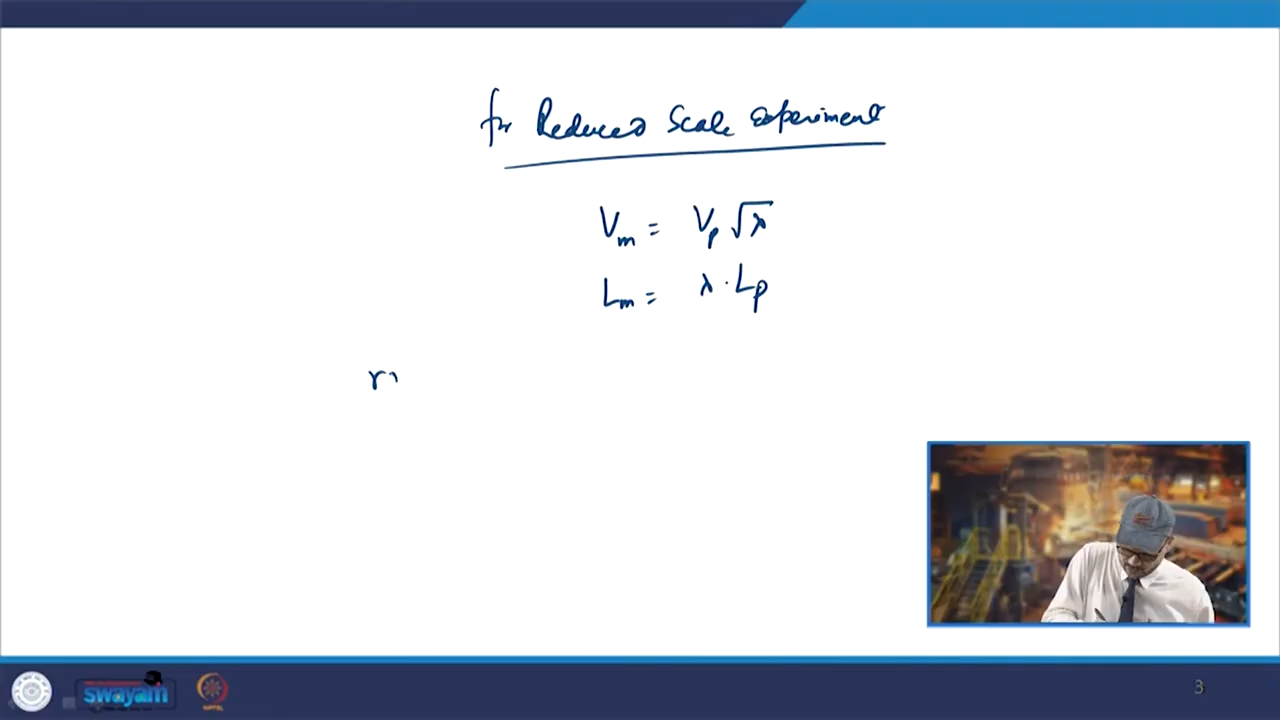 for Reduced Scale experiment
Vm = Vp √λ
Lm = λ · Lp
r
swayam
3